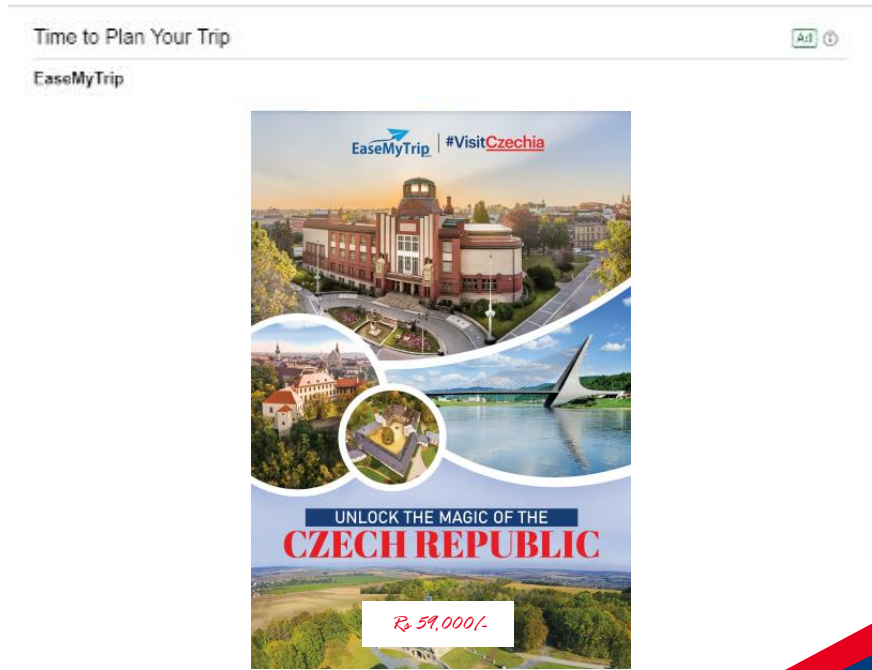 Time to Plan Your Trip
Ad
EaseMyTrip
EaseMyTrip #VisitCzechia
UNLOCK THE MAGIC OF THE
CZECH REPUBLIC
Rs 59,000/-